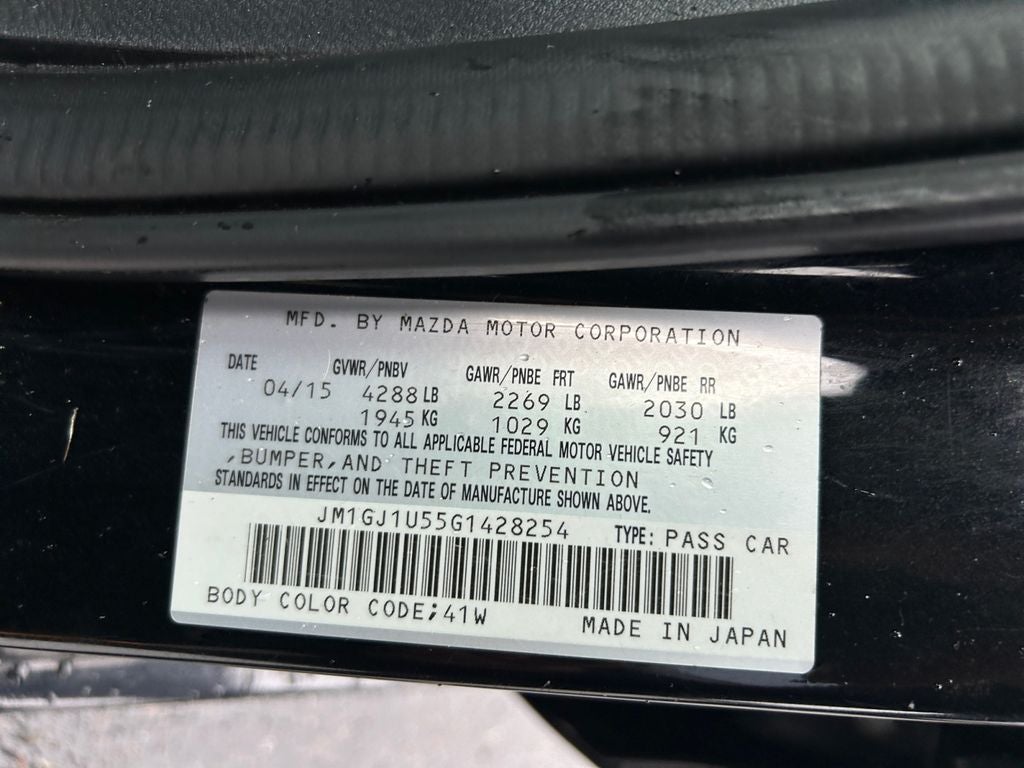 MFD. BY MAZDA MOTOR CORPORATION
DATE GVWR/PNBV GAWR/PNBE FRT GAWR/PNBE RR
04/15 4288 LB 2269 LB 2030 LB
1945 KG 1029 KG 921 KG
THIS VEHICLE CONFORMS TO ALL APPLICABLE FEDERAL MOTOR VEHICLE SAFETY
,BUMPER,AND THEFT PREVENTION
STANDARDS IN EFFECT ON THE DATE OF MANUFACTURE SHOWN ABOVE.
JM1GJ1U55G1428254 TYPE: PASS CAR
BODY COLOR CODE;41W MADE IN JAPAN